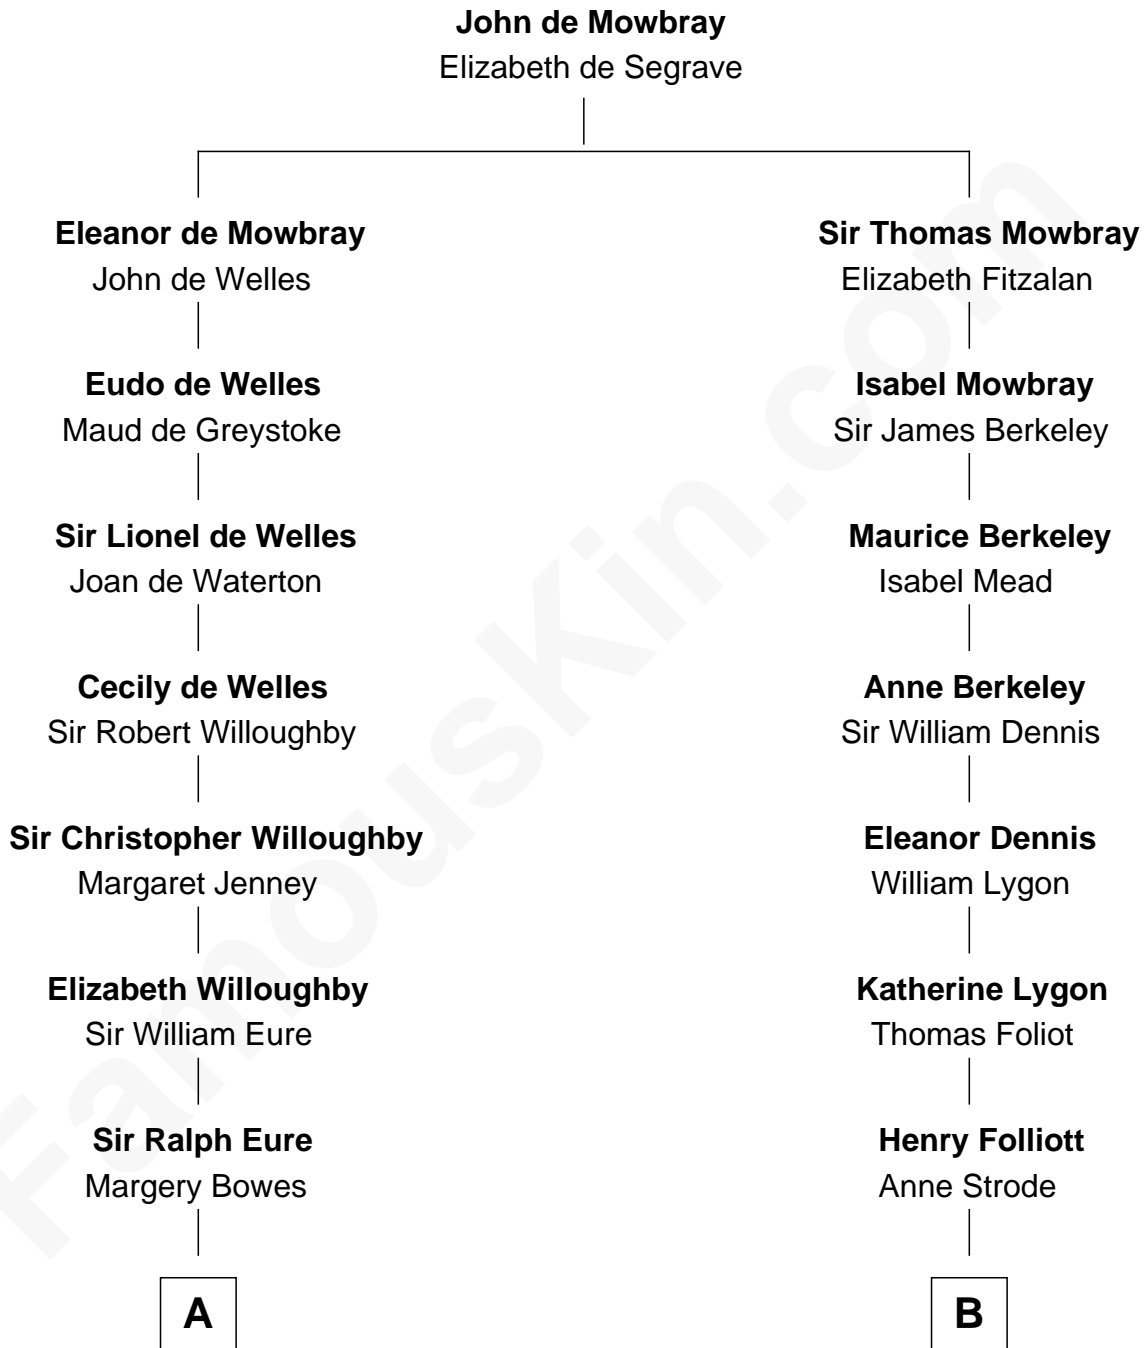 John de Mowbray
Elizabeth de Segrave
Eleanor de Mowbray
John de Welles
Sir Thomas Mowbray
Elizabeth Fitzalan
Eudo de Welles
Maud de Greystoke
Isabel Mowbray
Sir James Berkeley
Sir Lionel de Welles
Joan de Waterton
Maurice Berkeley
Isabel Mead
Cecily de Welles
Sir Robert Willoughby
Anne Berkeley
Sir William Dennis
Sir Christopher Willoughby
Margaret Jenney
Eleanor Dennis
William Lygon
Elizabeth Willoughby
Sir William Eure
Katherine Lygon
Thomas Foliot
Sir Ralph Eure
Margery Bowes
Henry Folliott
Anne Strode
A
B
FamousKin.com